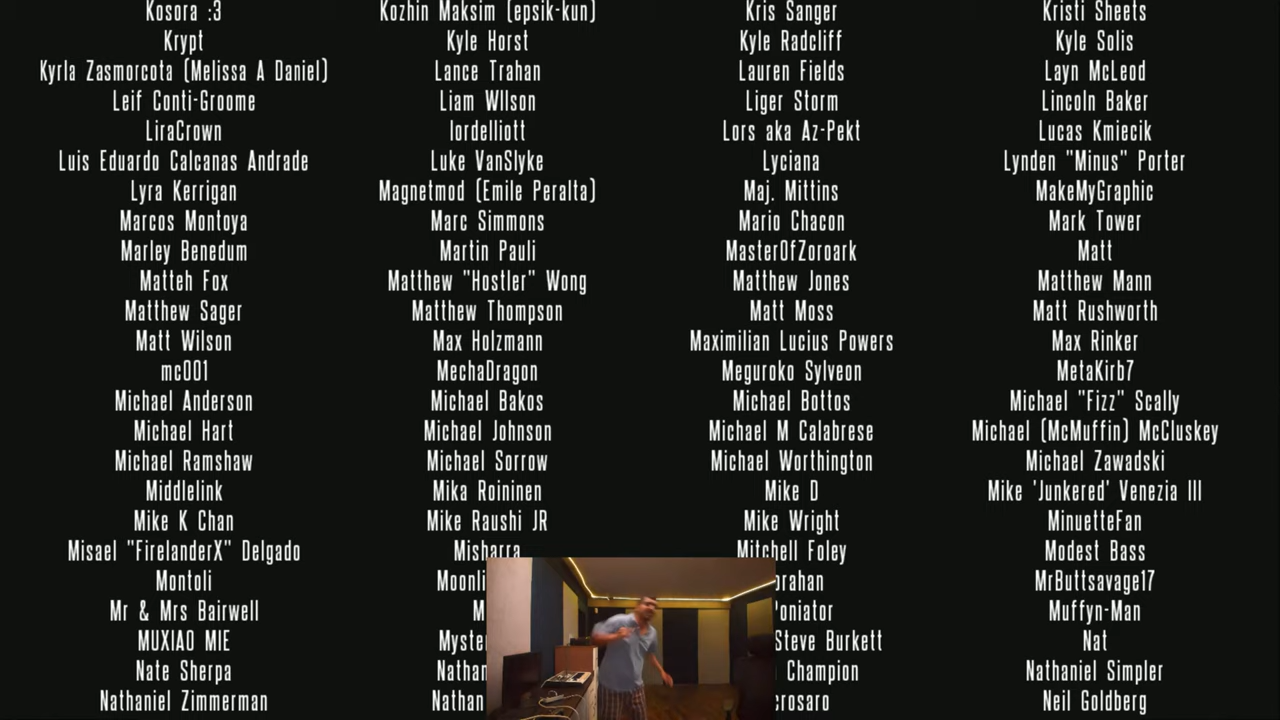 Kosora :3 Kozhin Maksim (epsik-kun) Kris Sanger Kristi Sheets
Krypt Kyle Horst Kyle Radcliff Kyle Solis
Kyrla Zasmorcota (Melissa A Daniel) Lance Trahan Lauren Fields Layn McLeod
Leif Conti-Groome Liam WIlson Liger Storm Lincoln Baker
LiraCrown lordelliott Lors aka Az-Pekt Lucas Kmiecik
Luis Eduardo Calcanas Andrade Luke VanSlyke Lyciana Lynden "Minus" Porter
Lyra Kerrigan Magnetmod (Emile Peralta) Maj. Mittins MakeMyGraphic
Marcos Montoya Marc Simmons Mario Chacon Mark Tower
Marley Benedum Martin Pauli MasterOfZoroark Matt
Matteh Fox Matthew "Hostler" Wong Matthew Jones Matthew Mann
Matthew Sager Matthew Thompson Matt Moss Matt Rushworth
Matt Wilson Max Holzmann Maximilian Lucius Powers Max Rinker
mc001 MechaDragon Meguroko Sylveon MetaKirb7
Michael Anderson Michael Bakos Michael Bottos Michael "Fizz" Scally
Michael Hart Michael Johnson Michael M Calabrese Michael (McMuffin) McCluskey
Michael Ramshaw Michael Sorrow Michael Worthington Michael Zawadski
Middlelink Mika Roininen Mike D Mike 'Junkered' Venezia III
Mike K Chan Mike Raushi JR Mike Wright MinuetteFan
Misael "FirelanderX" Delgado Misharra Mitchell Foley Modest Bass
Montoli Moonli orahan MrButtsavage17
Mr & Mrs Bairwell M Poniator Muffyn-Man
MUXIAO MIE Myste Steve Burkett Nat
Nate Sherpa Nathan Champion Nathaniel Simpler
Nathaniel Zimmerman Nathan crosaro Neil Goldberg